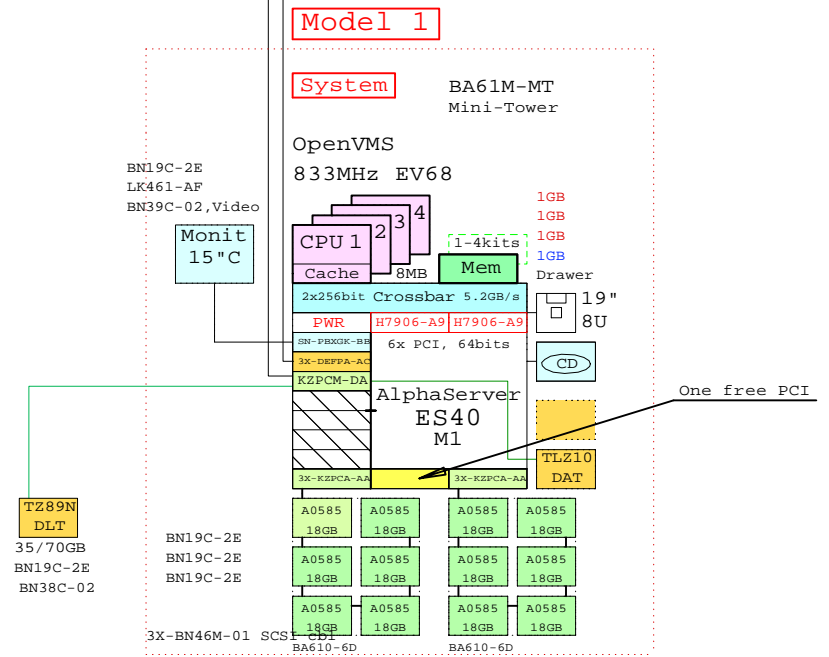 Model 1
System
BA61M-MT
Mini-Tower
OpenVMS
833MHz EV68
BN19C-2E
LK461-AF
BN39C-02,Video
1GB
1GB
1GB
1GB
Drawer
Monit
15"C
CPU 1
2
3
4
Cache
8MB
1-4kits
Mem
2x256bit Crossbar 5.2GB/s
19"
8U
PWR
H7906-A9
H7906-A9
SN-PBXGK-BB
6x PCI, 64bits
3X-DEFPA-AC
CD
KZPCM-DA
AlphaServer
ES40
M1
One free PCI
TLZ10
DAT
3X-KZPCA-AA
3X-KZPCA-AA
TZ89N
DLT
35/70GB
BN19C-2E
BN38C-02
A0585
18GB
A0585
18GB
A0585
18GB
A0585
18GB
BN19C-2E
BN19C-2E
BN19C-2E
A0585
18GB
A0585
18GB
A0585
18GB
A0585
18GB
A0585
18GB
A0585
18GB
A0585
18GB
A0585
18GB
3X-BN46M-01 SCSI cbl
BA610-6D
BA610-6D